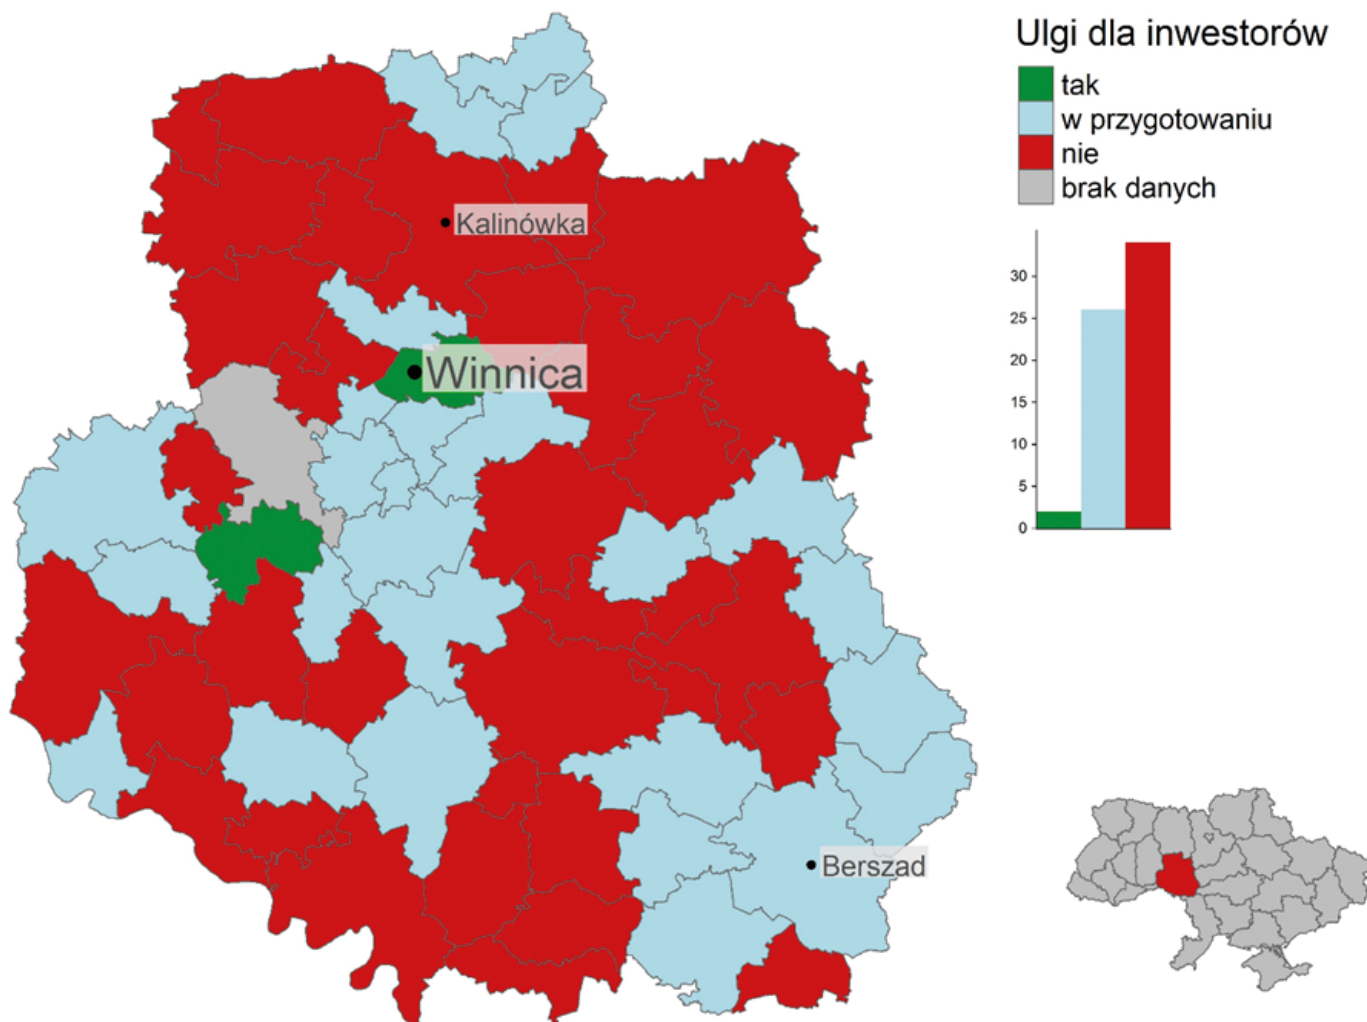 Ulgi dla inwestorów
tak
w przygotowaniu
nie
brak danych
Kalinówka
30
25
20
15
10
5
0
Winnica
Berszad